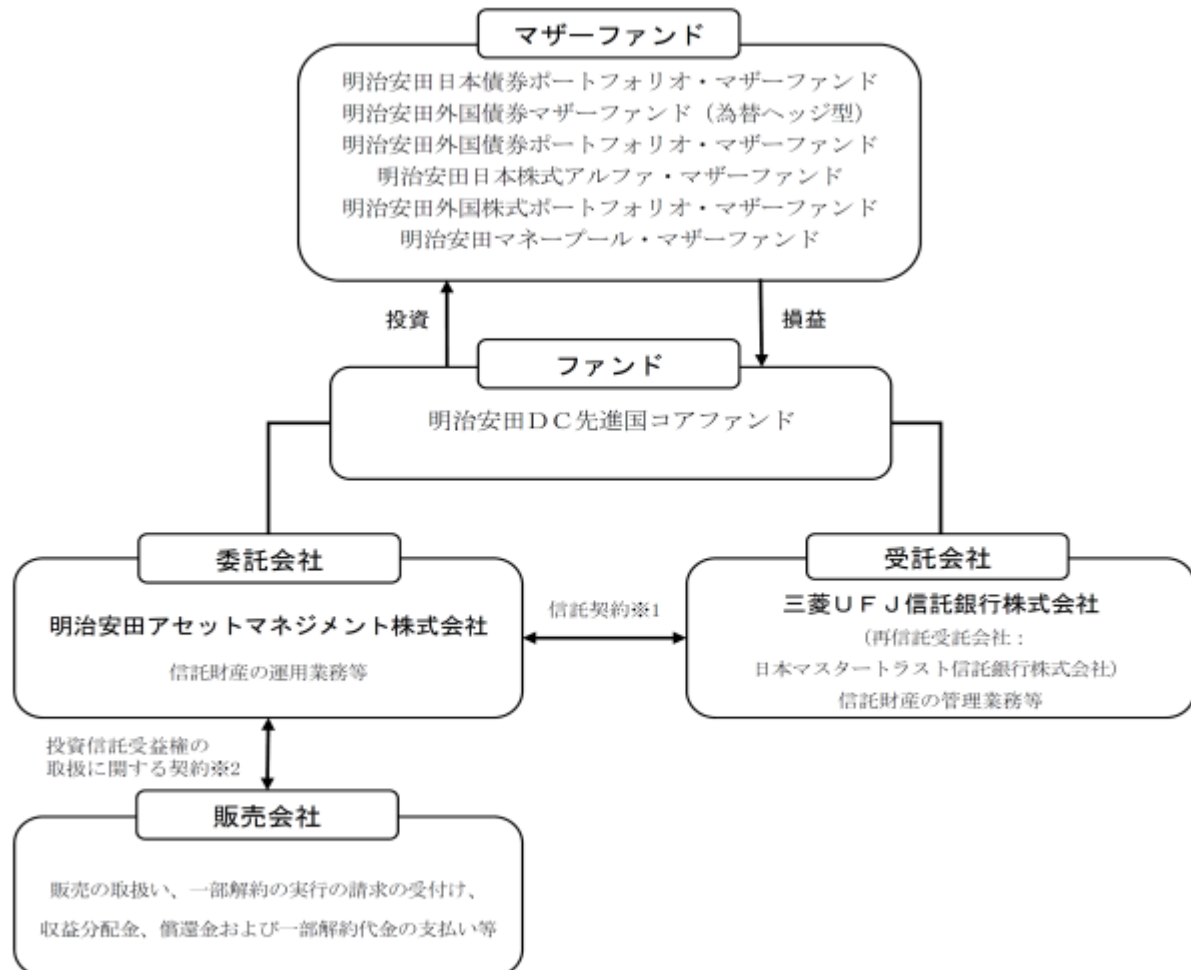 マザーファンド
明治安田日本債券ポートフォリオ・マザーファンド
明治安田外国債券マザーファンド（為替ヘッジ型）
明治安田外国債券ポートフォリオ・マザーファンド
明治安田日本株式アルファ・マザーファンド
明治安田外国株式ポートフォリオ・マザーファンド
明治安田マネープール・マザーファンド
投資
損益
ファンド
明治安田ＤＣ先進国コアファンド
委託会社
明治安田アセットマネジメント株式会社
信託財産の運用業務等
信託契約※1
受託会社
三菱ＵＦＪ信託銀行株式会社
（再信託受託会社：
日本マスタートラスト信託銀行株式会社）
信託財産の管理業務等
投資信託受益権の
取扱に関する契約※2
販売会社
販売の取扱い、一部解約の実行の請求の受付け、
収益分配金、償還金および一部解約代金の支払い等